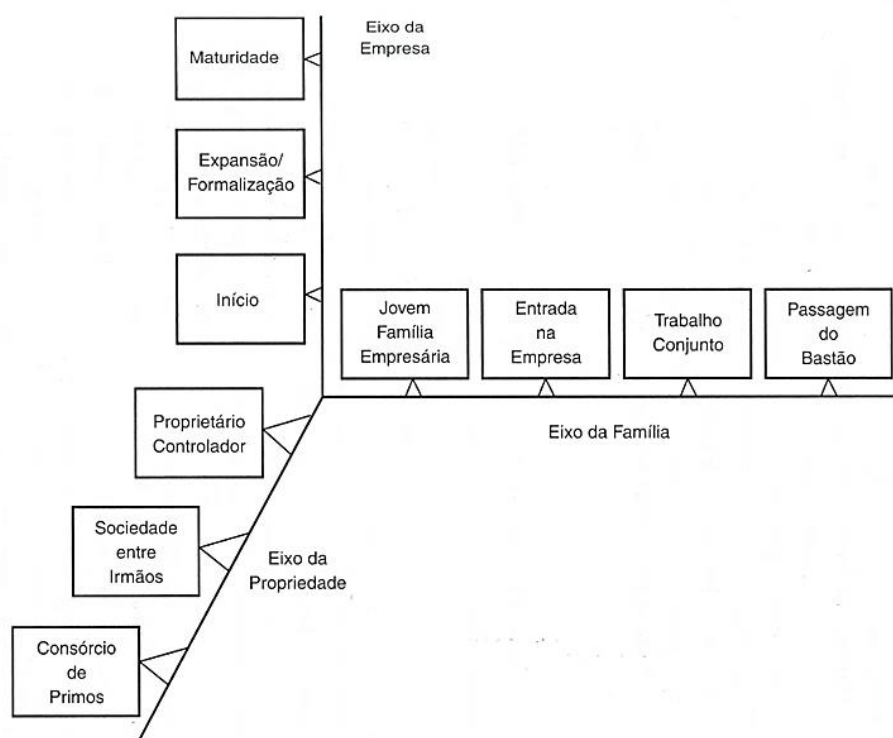 Eixo da
Empresa
Maturidade
Expansão/
Formalização
Início
Jovem
Família
Empresária
Entrada
na
Empresa
Trabalho
Conjunto
Passagem
do
Bastão
Eixo da Família
Proprietário
Controlador
Sociedade
entre
Irmãos
Eixo da
Propriedade
Consórcio
de
Primos